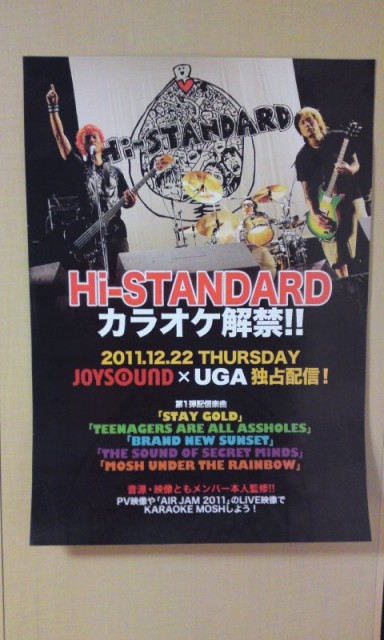 Hi-STANDARD
Hi-STANDARD
カラオケ解禁!!
2011.12.22 THURSDAY
JOYSOUND×UGA 独占配信!
第1弾配信楽曲
「STAY GOLD」
「TEENAGERS ARE ALL ASSHOLES」
「BRAND NEW SUNSET」
「THE SOUND OF SECRET MINDS」
「MOSH UNDER THE RAINBOW」
音源・映像ともメンバー本人監修!!
PV映像や「AIR JAM 2011」のLIVE映像で
KARAOKE MOSHしよう!